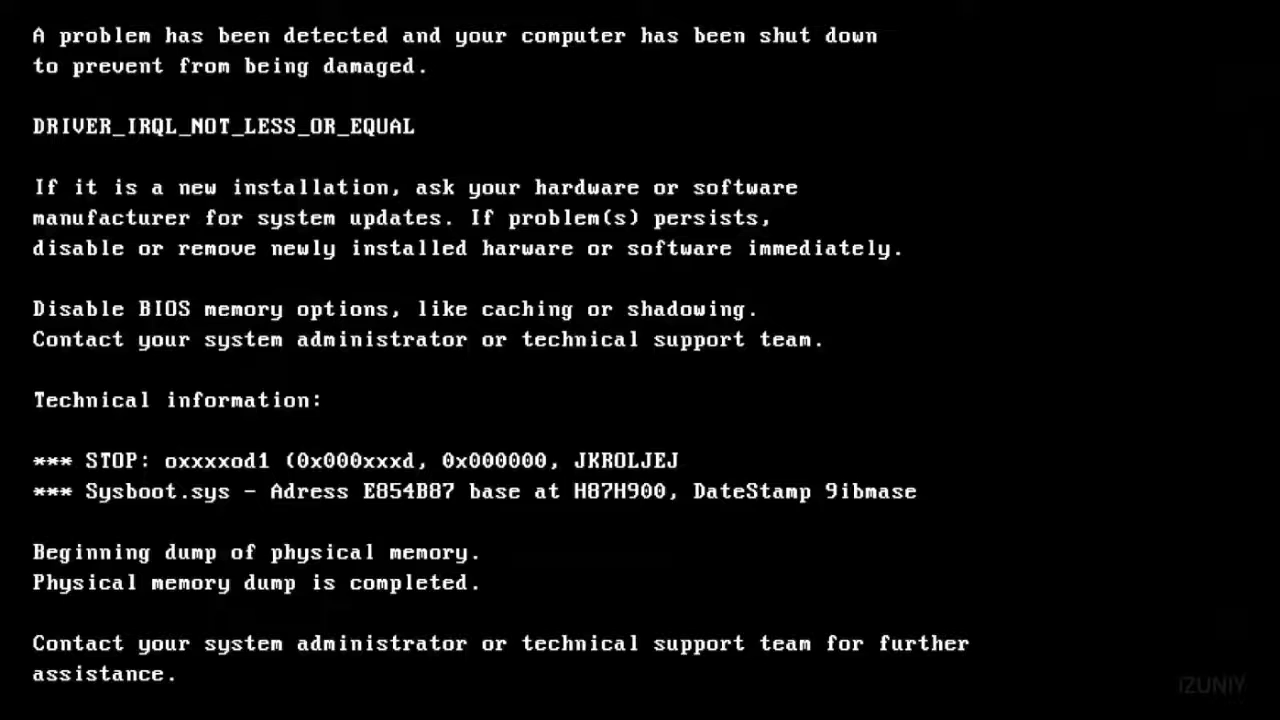 A problem has been detected and your computer has been shut down
to prevent from being damaged.
DRIVER_IRQL_NOT_LESS_OR_EQUAL
If it is a new installation, ask your hardware or software
manufacturer for system updates. If problem(s) persists,
disable or remove newly installed harware or software immediately.
Disable BIOS memory options, like caching or shadowing.
Contact your system administrator or technical support team.
Technical information:
*** STOP: oxxxxod1 (0x000xxxd, 0x000000, JKROLJEJ
*** Sysboot.sys - Adress E854B87 base at H87H900, DateStamp 9ibmase
Beginning dump of physical memory.
Physical memory dump is completed.
Contact your system administrator or technical support team for further
assistance.
IZUNIY